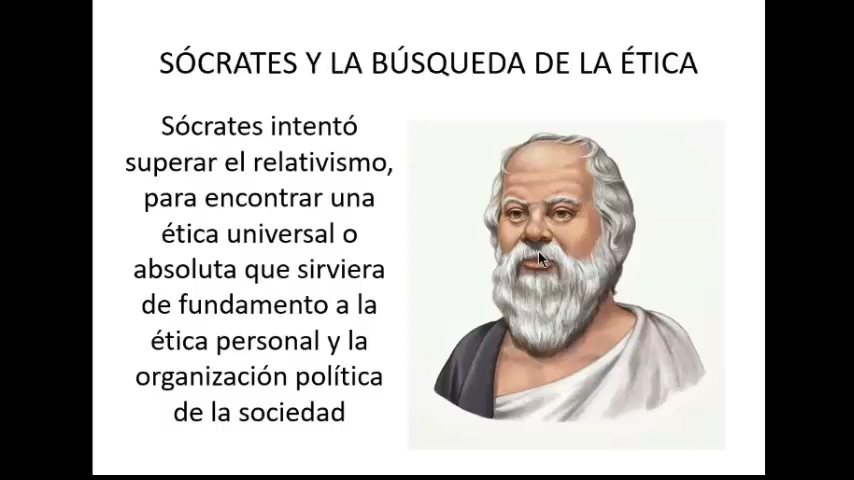 SÓCRATES Y LA BÚSQUEDA DE LA ÉTICA
Sócrates intentó
superar el relativismo,
para encontrar una
ética universal o
absoluta que sirviera
de fundamento a la
ética personal y la
organización política
de la sociedad